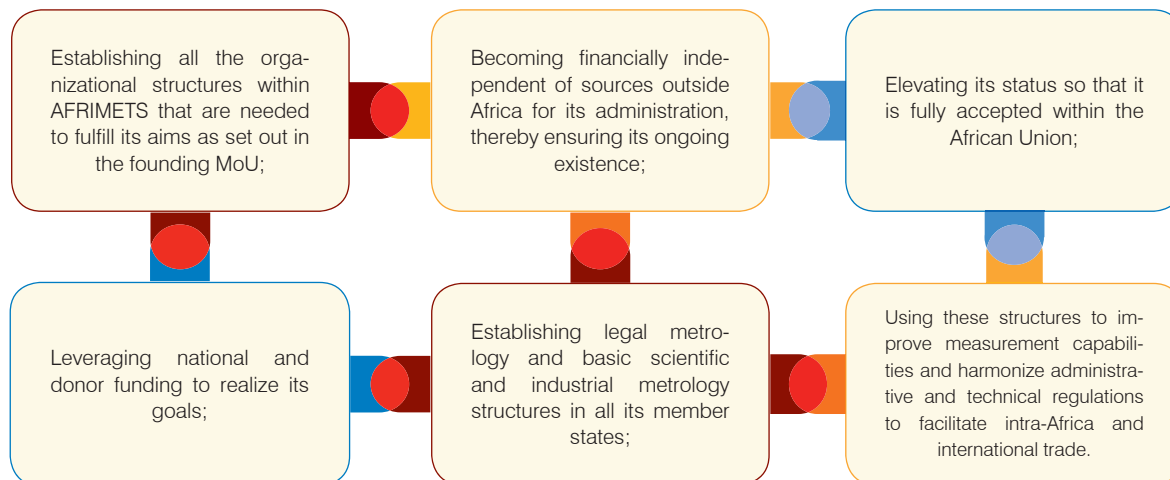 Establishing all the orga-
nizational structures within
AFRIMETS that are needed
to fulfill its aims as set out in
the founding MoU;
Becoming financially inde-
pendent of sources outside
Africa for its administration,
thereby ensuring its ongoing
existence;
Elevating its status so that it
is fully accepted within the
African Union;
Leveraging national and
donor funding to realize its
goals;
Establishing legal metro-
logy and basic scientific
and industrial metrology
structures in all its member
states;
Using these structures to im-
prove measurement capabili-
ties and harmonize administra-
tive and technical regulations
to facilitate intra-Africa and
international trade.